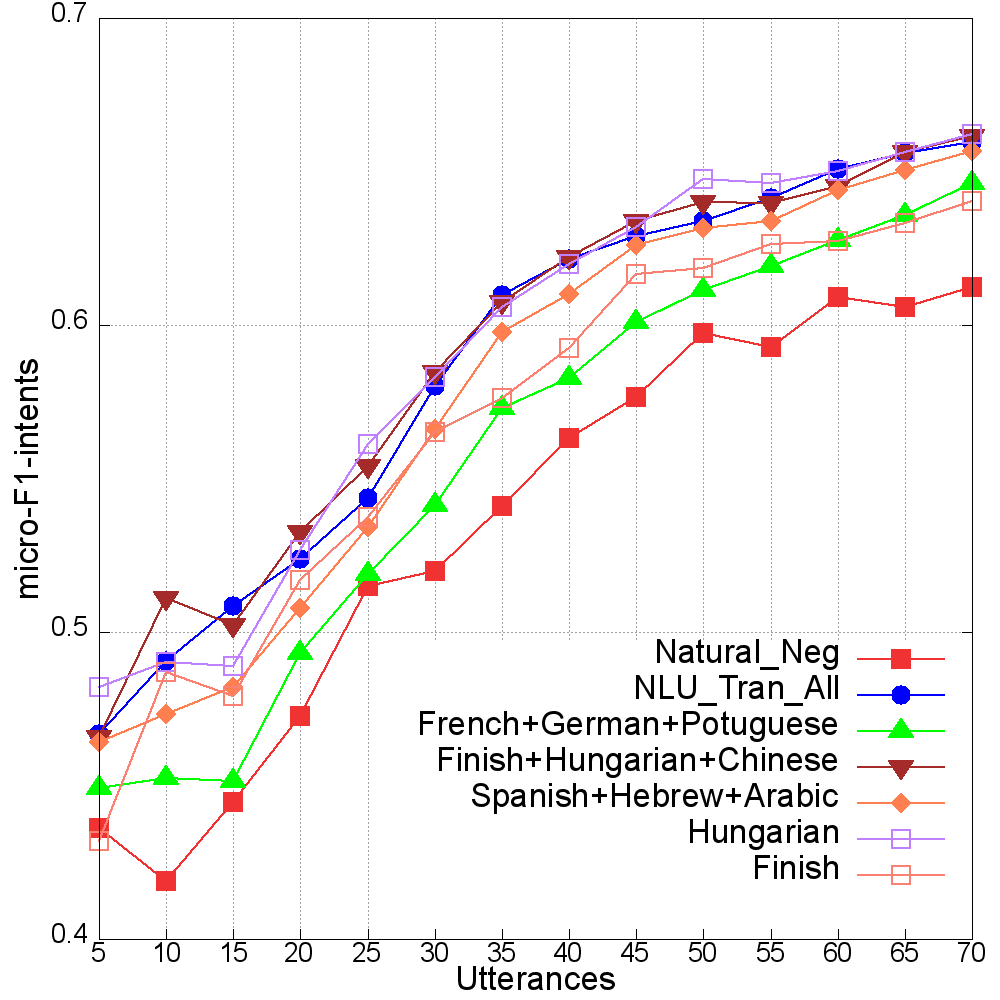 0.7
0.6
0.5
0.4
micro-F1-intents
Natural_Neg
NLU_Tran_All
French+German+Potuguese
Finish+Hungarian+Chinese
Spanish+Hebrew+Arabic
Hungarian
Finish
5 10 15 20 25 30 35 40 45 50 55 60 65 70
Utterances